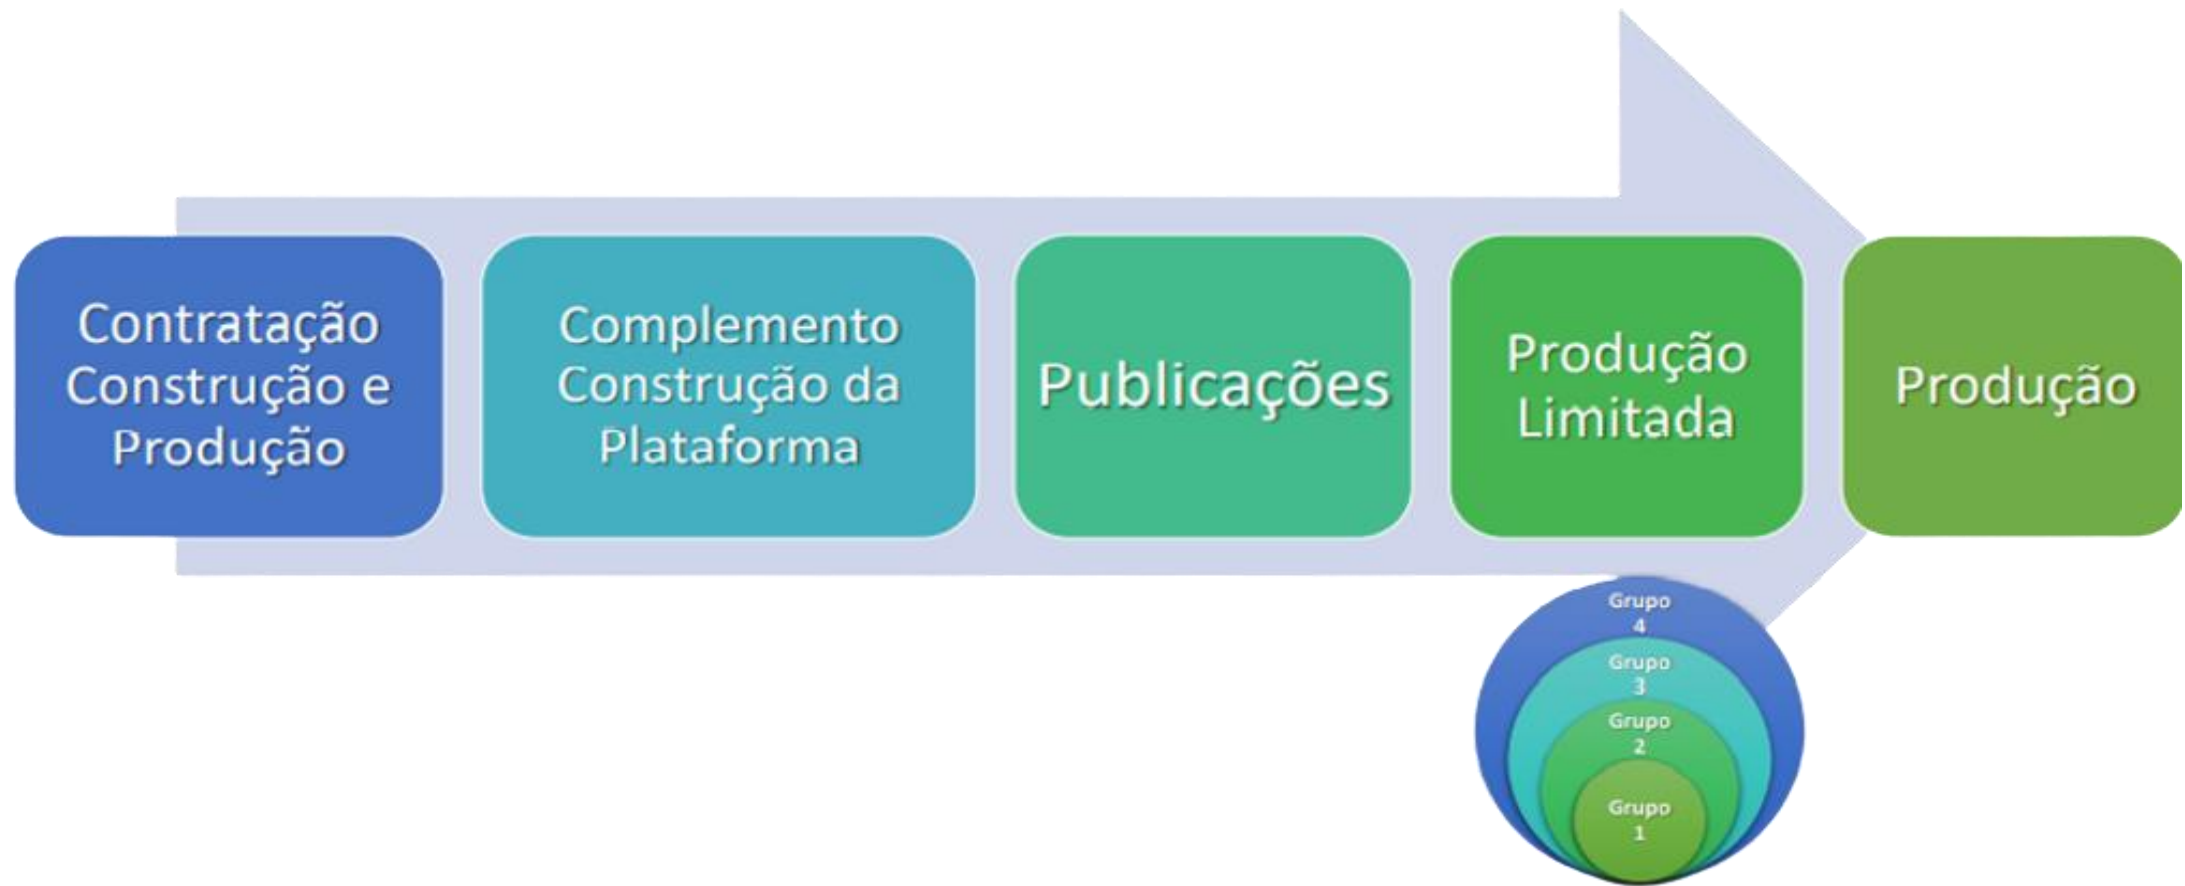 Contratação
Construção e
Produção
Complemento
Construção da
Plataforma
Publicações
Produção
Limitada
Produção
Grupo
4
Grupo
3
Grupo
2
Grupo
1